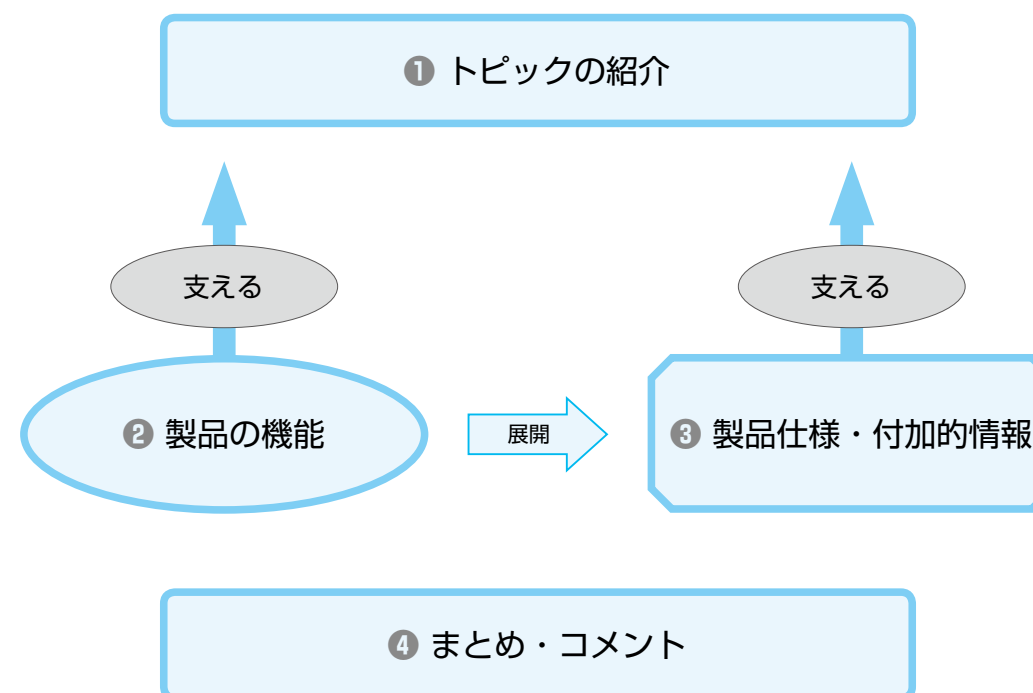 ❶ トピックの紹介
支える
支える
❷ 製品の機能
展開
❸ 製品仕様・付加的情報
❹ まとめ・コメント